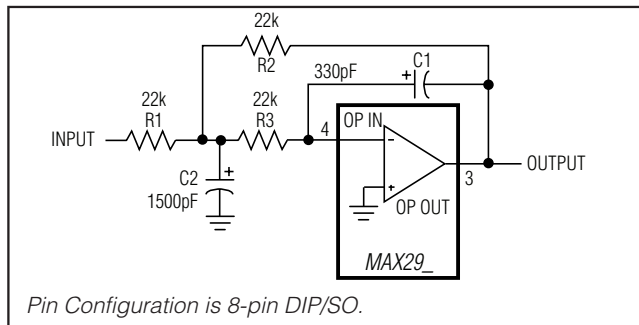 22k
R2
330pF
C1
+
22k
R1
22k
R3
4
OP IN
INPUT
-
OUTPUT
3
+
C2
1500pF
+
OP OUT
MAX29_
Pin Configuration is 8-pin DIP/SO.